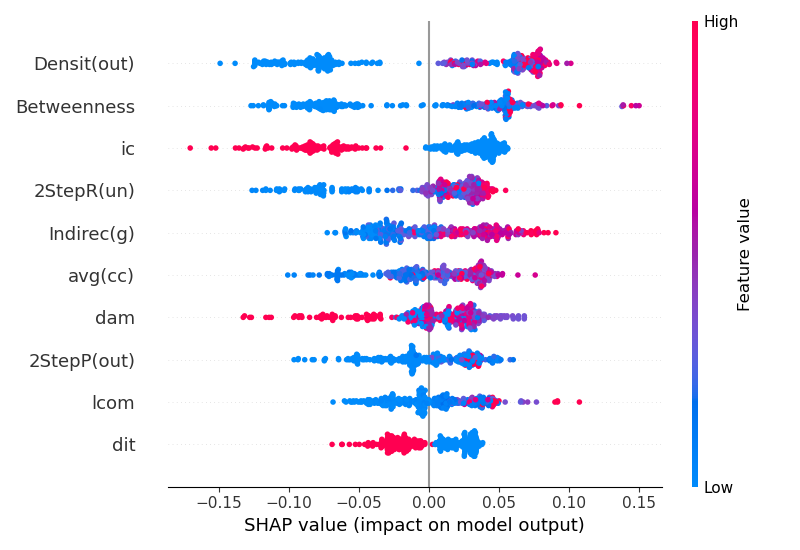 High
Densit(out)
Betweenness
ic
2StepR(un)
Indirec(g)
avg(cc)
dam
2StepP(out)
lcom
dit
Feature value
Low
−0.15 −0.10 −0.05 0.00 0.05 0.10 0.15
SHAP value (impact on model output)